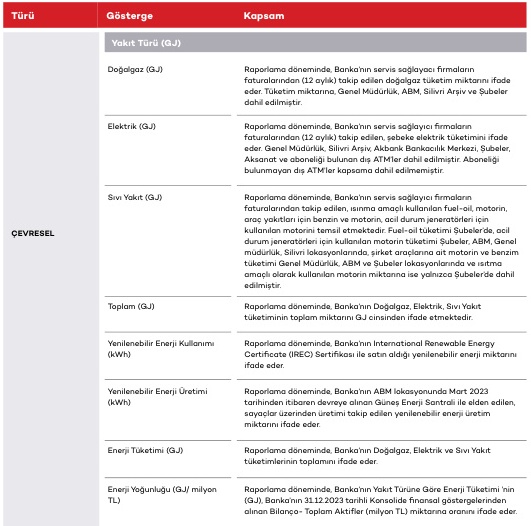 Türü Gösterge Kapsam
Yakıt Türü (GJ)
ÇEVRESEL
Doğalgaz (GJ)
Raporlama döneminde, Banka'nın servis sağlayıcı firmaların
faturalarından (12 aylık) takip edilen doğalgaz tüketim miktarını ifade
eder. Tüketim miktarına, Genel Müdürlük, ABM, Silivri Arşiv ve Şubeler
dahil edilmiştir.
Elektrik (GJ)
Raporlama döneminde, Banka'nın servis sağlayıcı firmaların
faturalarından (12 aylık) takip edilen, şebeke elektrik tüketimini ifade
eder. Genel Müdürlük, Silivri Arşiv, Akbank Bankacılık Merkezi, Şubeler,
Aksanat ve aboneliği bulunan dış ATM'ler dahil edilmiştir. Aboneliği
bulunmayan dış ATM'ler kapsama dahil edilmemiştir.
Sıvı Yakıt (GJ)
Raporlama döneminde, Banka'nın servis sağlayıcı firmaların
faturalarından takip edilen, ısınma amaçlı kullanılan fuel-oil, motorin,
araç yakıtları için benzin ve motorin, acil durum jeneratörleri için
kullanılan motorini temsil etmektedir. Fuel-oil tüketimi Şubeler'de, acil
durum jeneratörleri için kullanılan motorin tüketimi Şubeler, ABM, Genel
müdürlük, Silivri lokasyonlarında, şirket araçlarına ait motorin ve benzim
tüketimi Genel Müdürlük, ABM ve Şubeler lokasyonlarında ve ısıtma
amaçlı olarak kullanılan motorin miktarına ise yalnızca Şubeler'de dahil
edilmiştir.
Toplam (GJ)
Raporlama döneminde, Banka'nın Doğalgaz, Elektrik, Sıvı Yakıt
tüketiminin toplam miktarını GJ cinsinden ifade etmektedir.
Yenilenebilir Enerji Kullanımı
(kWh)
Raporlama döneminde, Banka'nın International Renewable Energy
Certificate (IREC) Sertifikası ile satın aldığı yenilenebilir enerji miktarını
ifade eder.
Yenilenebilir Enerji Üretimi
(kWh)
Raporlama döneminde, Banka'nın ABM lokasyonunda Mart 2023
tarihinden itibaren devreye alınan Güneş Enerji Santrali ile elde edilen,
sayaçlar üzerinden üretimi takip edilen yenilenebilir enerji üretim
miktarını ifade eder.
Enerji Tüketimi (GJ)
Raporlama döneminde, Banka'nın Doğalgaz, Elektrik ve Sıvı Yakıt
tüketimlerinin toplamını ifade eder.
Enerji Yoğunluğu (GJ/ milyon
TL)
Raporlama döneminde, Banka'nın Yakıt Türüne Göre Enerji Tüketimi 'nin
(GJ), Banka'nın 31.12.2023 tarihli Konsolide finansal göstergelerinden
alınan Bilanço- Toplam Aktifler (milyon TL) miktarına oranını ifade eder.